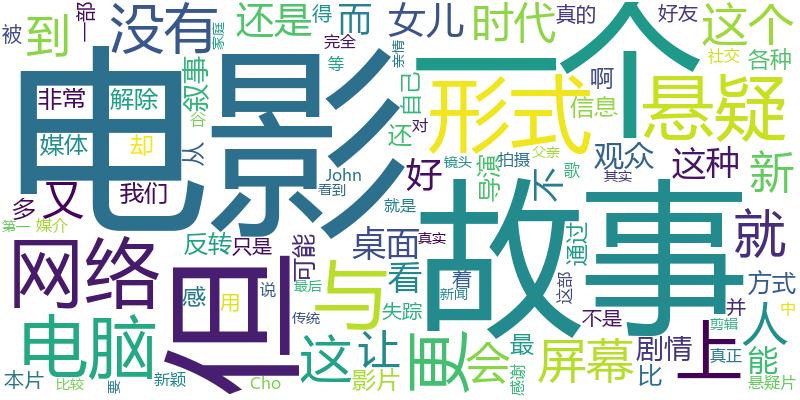 被
到
一部
没有
家庭
还是
得
完全
等
而
亲情
女儿
时代
真的
好友
这个
社交
各种
电影
一个
非常
解除
叙事
谷
自己
形式
啊
信息
悬疑
媒体
却
从
还
对
镜头
拍摄
父亲
观众
这种
新
多
又
我们
John
看到
好
导演
不
歌
其实
故事
就
第一
媒介
反转
只是
就是
可能
桌面
真实
通过
网络
但
与
感
用
说
最后
看
着
新闻
这部
方式
传统
失踪
不是
并
中
电脑
这
让
更
会
最
屏幕
剧情
上
剪辑
人
本片
比较
要
新颖
Cho
影片
感谢
比
真正
能
悬疑片